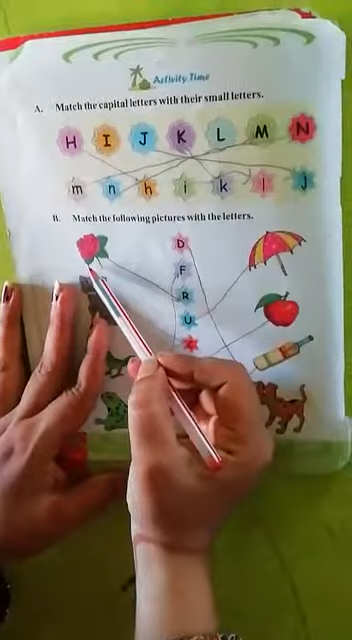 Activity Time
A. Match the capital letters with their small letters.
H I J K L M N
m n h i k l j
B. Match the following pictures with the letters.
D
F
R
U